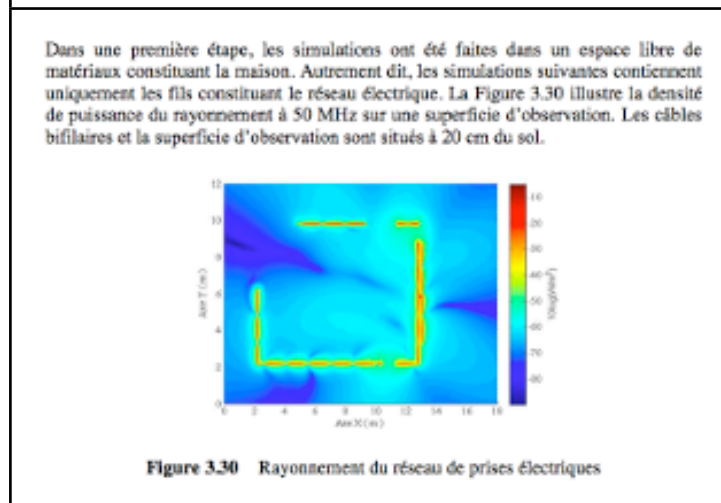 Dans une première étape, les simulations ont été faites dans un espace libre de
matériaux constituant la maison. Autrement dit, les simulations suivantes contiennent
uniquement les fils constituant le réseau électrique. La Figure 3.30 illustre la densité
de puissance du rayonnement à 50 MHz sur une superficie d'observation. Les câbles
bifilaires et la superficie d'observation sont situés à 20 cm du sol.
12
10
8
6
4
2
0
0 2 4 6 8 10 12 14 16 18
Axe X (m)
Axe Y (m)
-10
-20
-30
-40
-50
-60
-70
-80
Figure 3.30 Rayonnement du réseau de prises électriques